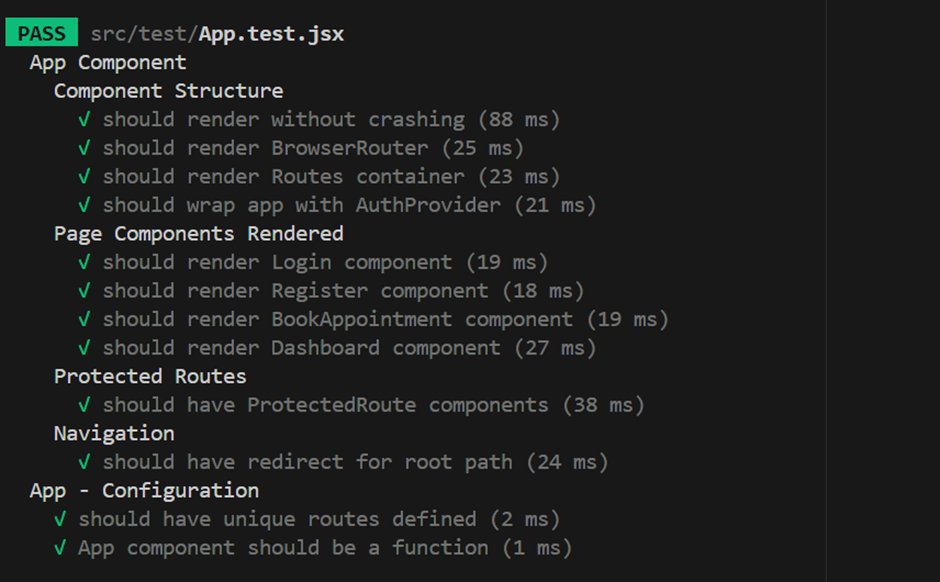 PASS src/test/App.test.jsx
App Component
Component Structure
√ should render without crashing (88 ms)
√ should render BrowserRouter (25 ms)
√ should render Routes container (23 ms)
√ should wrap app with AuthProvider (21 ms)
Page Components Rendered
√ should render Login component (19 ms)
√ should render Register component (18 ms)
√ should render BookAppointment component (19 ms)
√ should render Dashboard component (27 ms)
Protected Routes
√ should have ProtectedRoute components (38 ms)
Navigation
√ should have redirect for root path (24 ms)
App - Configuration
√ should have unique routes defined (2 ms)
√ App component should be a function (1 ms)